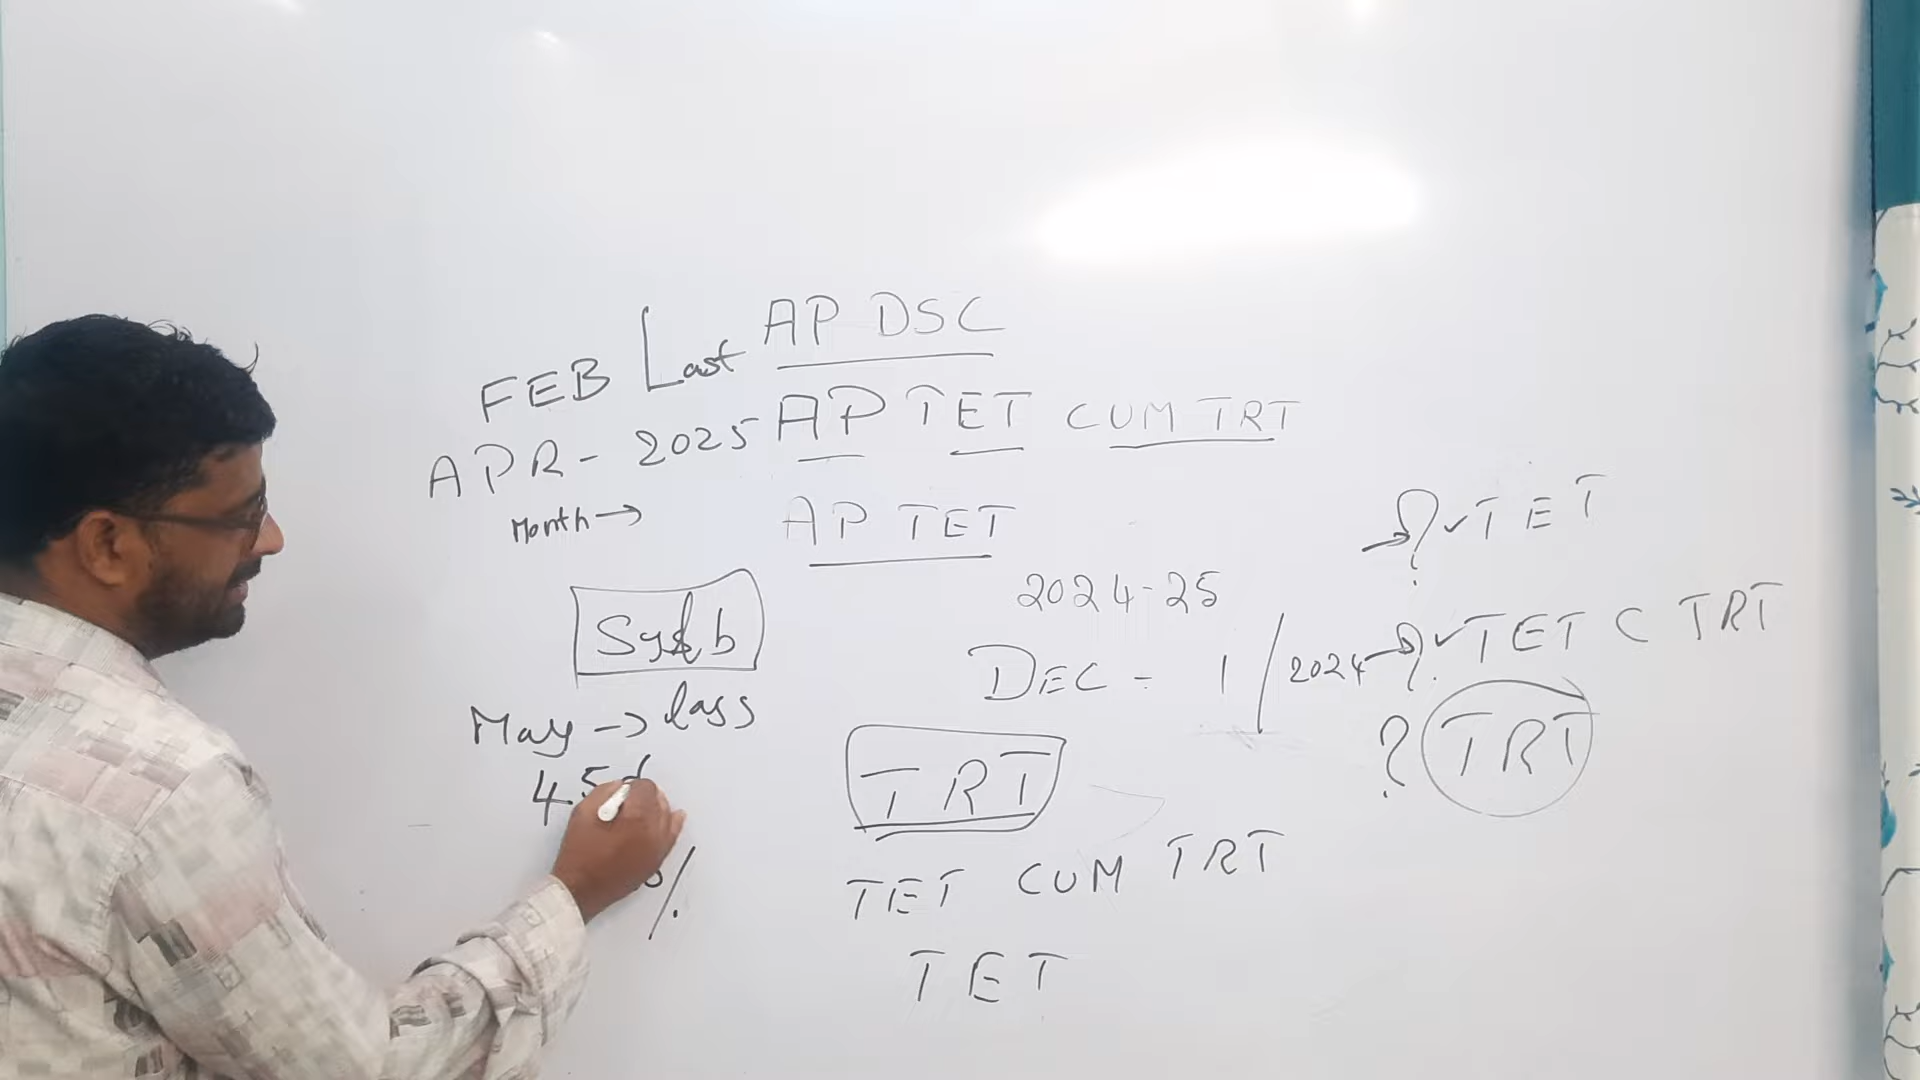 FEB Last AP DSC
APR - 2025 AP TET CUM TRT
Month → AP TET
2024-25
DEC - 1 / 2024
May → class
45
%
TRT
TET CUM TRT
TET
→ ? ✓ TET
→ ? ✓ TET C TRT
? TRT